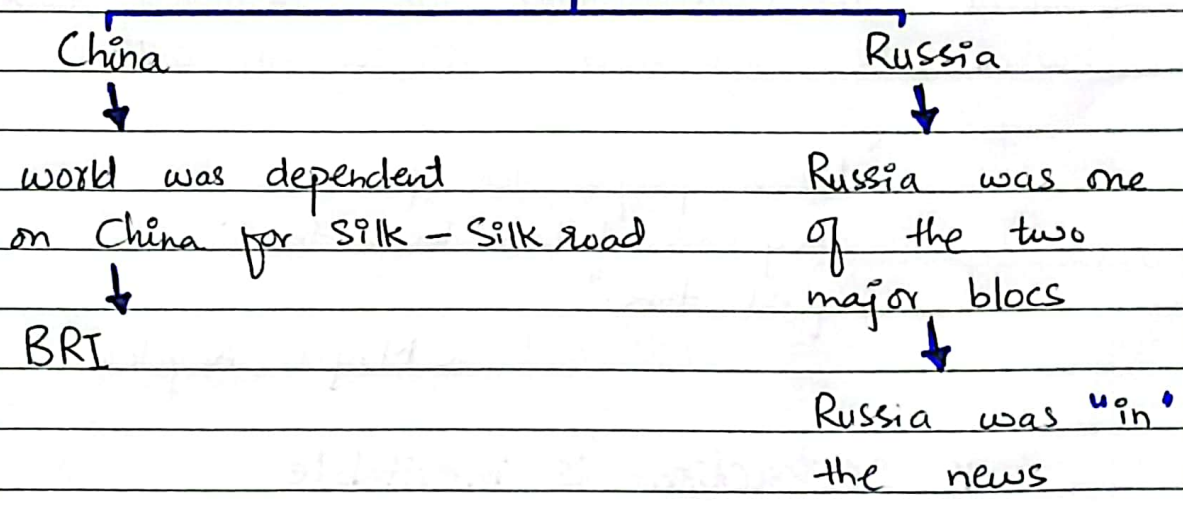 China
world was dependent
on China for Silk - Silk road
BRI
Russia
Russia was one
of the two
major blocs
Russia was "in"
the news